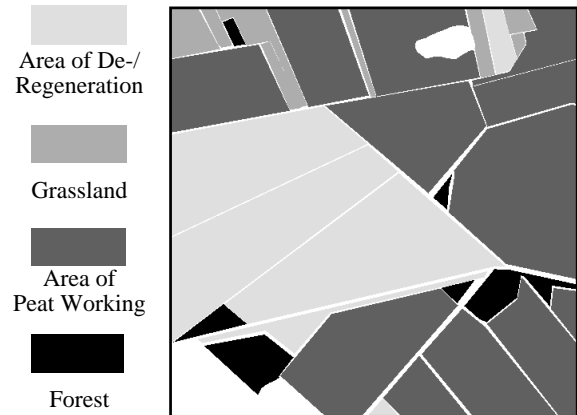 Area of De-/
Regeneration
Grassland
Area of
Peat Working
Forest